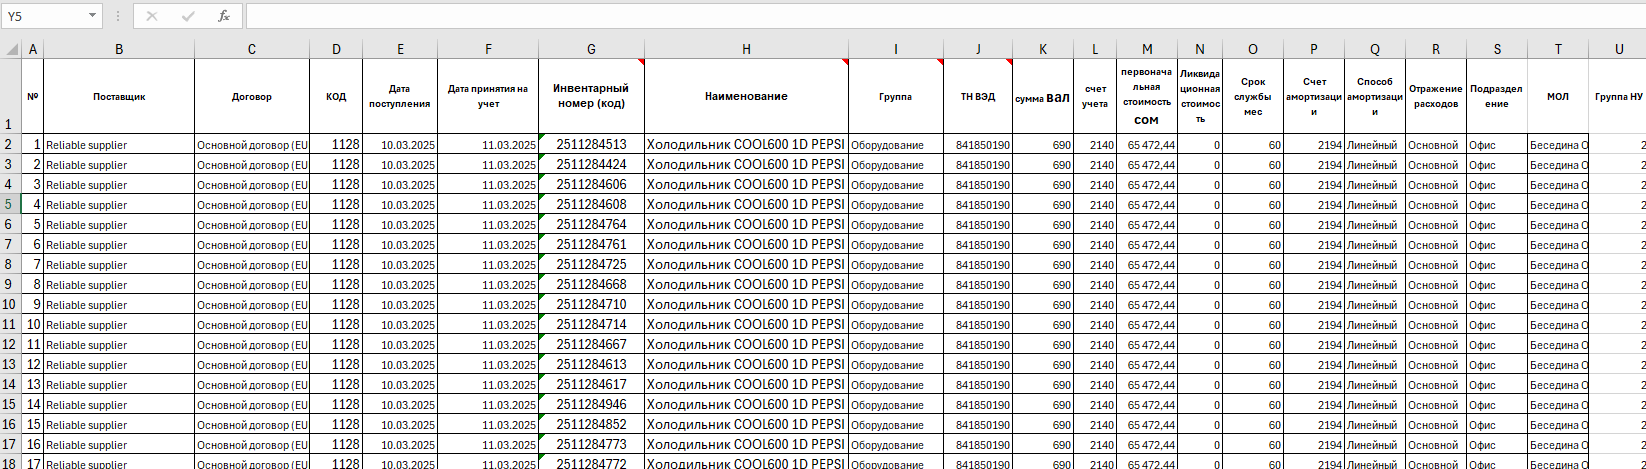 Y5 fx
A B C D E F G H I J K L M N O P Q R S T U
1 № Поставщик Договор КОД Дата поступления Дата принятия на учет Инвентарный номер (код) Наименование Группа ТН ВЭД сумма вал счет учета первоначальная стоимость сом Ликвидационная стоимость Срок службы мес Счет амортизации Способ амортизации Отражение расходов Подразделение МОЛ Группа НУ
2 1 Reliable supplier Основной договор (EU 1128 10.03.2025 11.03.2025 2511284513 Холодильник COOL600 1D PEPSI Оборудование 841850190 690 2140 65 472,44 0 60 2194 Линейный Основной Офис Беседина О 2
3 2 Reliable supplier Основной договор (EU 1128 10.03.2025 11.03.2025 2511284424 Холодильник COOL600 1D PEPSI Оборудование 841850190 690 2140 65 472,44 0 60 2194 Линейный Основной Офис Беседина О 2
4 3 Reliable supplier Основной договор (EU 1128 10.03.2025 11.03.2025 2511284606 Холодильник COOL600 1D PEPSI Оборудование 841850190 690 2140 65 472,44 0 60 2194 Линейный Основной Офис Беседина О 2
5 4 Reliable supplier Основной договор (EU 1128 10.03.2025 11.03.2025 2511284608 Холодильник COOL600 1D PEPSI Оборудование 841850190 690 2140 65 472,44 0 60 2194 Линейный Основной Офис Беседина О 2
6 5 Reliable supplier Основной договор (EU 1128 10.03.2025 11.03.2025 2511284764 Холодильник COOL600 1D PEPSI Оборудование 841850190 690 2140 65 472,44 0 60 2194 Линейный Основной Офис Беседина О 2
7 6 Reliable supplier Основной договор (EU 1128 10.03.2025 11.03.2025 2511284761 Холодильник COOL600 1D PEPSI Оборудование 841850190 690 2140 65 472,44 0 60 2194 Линейный Основной Офис Беседина О 2
8 7 Reliable supplier Основной договор (EU 1128 10.03.2025 11.03.2025 2511284725 Холодильник COOL600 1D PEPSI Оборудование 841850190 690 2140 65 472,44 0 60 2194 Линейный Основной Офис Беседина О 2
9 8 Reliable supplier Основной договор (EU 1128 10.03.2025 11.03.2025 2511284668 Холодильник COOL600 1D PEPSI Оборудование 841850190 690 2140 65 472,44 0 60 2194 Линейный Основной Офис Беседина О 2
10 9 Reliable supplier Основной договор (EU 1128 10.03.2025 11.03.2025 2511284710 Холодильник COOL600 1D PEPSI Оборудование 841850190 690 2140 65 472,44 0 60 2194 Линейный Основной Офис Беседина О 2
11 10 Reliable supplier Основной договор (EU 1128 10.03.2025 11.03.2025 2511284714 Холодильник COOL600 1D PEPSI Оборудование 841850190 690 2140 65 472,44 0 60 2194 Линейный Основной Офис Беседина О 2
12 11 Reliable supplier Основной договор (EU 1128 10.03.2025 11.03.2025 2511284667 Холодильник COOL600 1D PEPSI Оборудование 841850190 690 2140 65 472,44 0 60 2194 Линейный Основной Офис Беседина О 2
13 12 Reliable supplier Основной договор (EU 1128 10.03.2025 11.03.2025 2511284613 Холодильник COOL600 1D PEPSI Оборудование 841850190 690 2140 65 472,44 0 60 2194 Линейный Основной Офис Беседина О 2
14 13 Reliable supplier Основной договор (EU 1128 10.03.2025 11.03.2025 2511284617 Холодильник COOL600 1D PEPSI Оборудование 841850190 690 2140 65 472,44 0 60 2194 Линейный Основной Офис Беседина О 2
15 14 Reliable supplier Основной договор (EU 1128 10.03.2025 11.03.2025 2511284946 Холодильник COOL600 1D PEPSI Оборудование 841850190 690 2140 65 472,44 0 60 2194 Линейный Основной Офис Беседина О 2
16 15 Reliable supplier Основной договор (EU 1128 10.03.2025 11.03.2025 2511284852 Холодильник COOL600 1D PEPSI Оборудование 841850190 690 2140 65 472,44 0 60 2194 Линейный Основной Офис Беседина О 2
17 16 Reliable supplier Основной договор (EU 1128 10.03.2025 11.03.2025 2511284773 Холодильник COOL600 1D PEPSI Оборудование 841850190 690 2140 65 472,44 0 60 2194 Линейный Основной Офис Беседина О 2
18 17 Reliable supplier Основной договор (EU 1128 10.03.2025 11.03.2025 2511284772 Холодильник COOL600 1D PEPSI Оборудование 841850190 690 2140 65 472,44 0 60 2194 Линейный Основной Офис Беседина О 2